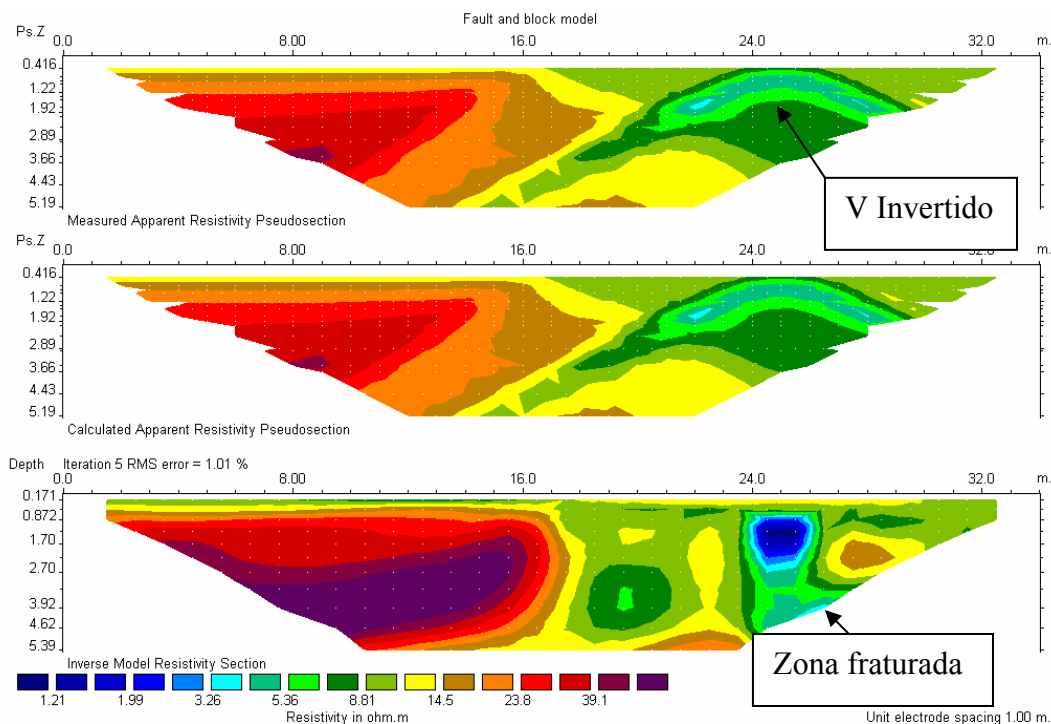 Fault and block model
Ps.Z 0.0 8.00 16.0 24.0 32.0 m.
0.416
1.22
1.92
2.89
3.66
4.43
5.19
V Invertido
Measured Apparent Resistivity Pseudosection
Ps.Z 0.0 8.00 16.0 24.0 32.0 m.
0.416
1.22
1.92
2.89
3.66
4.43
5.19
Calculated Apparent Resistivity Pseudosection
Depth Iteration 5 RMS error = 1.01 %
0.0 8.00 16.0 24.0 32.0 m.
0.171
0.872
1.70
2.70
3.92
4.62
5.39
Zona fraturada
Inverse Model Resistivity Section
1.21 1.99 3.26 5.36 8.81 14.5 23.8 39.1
Resistivity in ohm.m
Unit electrode spacing 1.00 m.